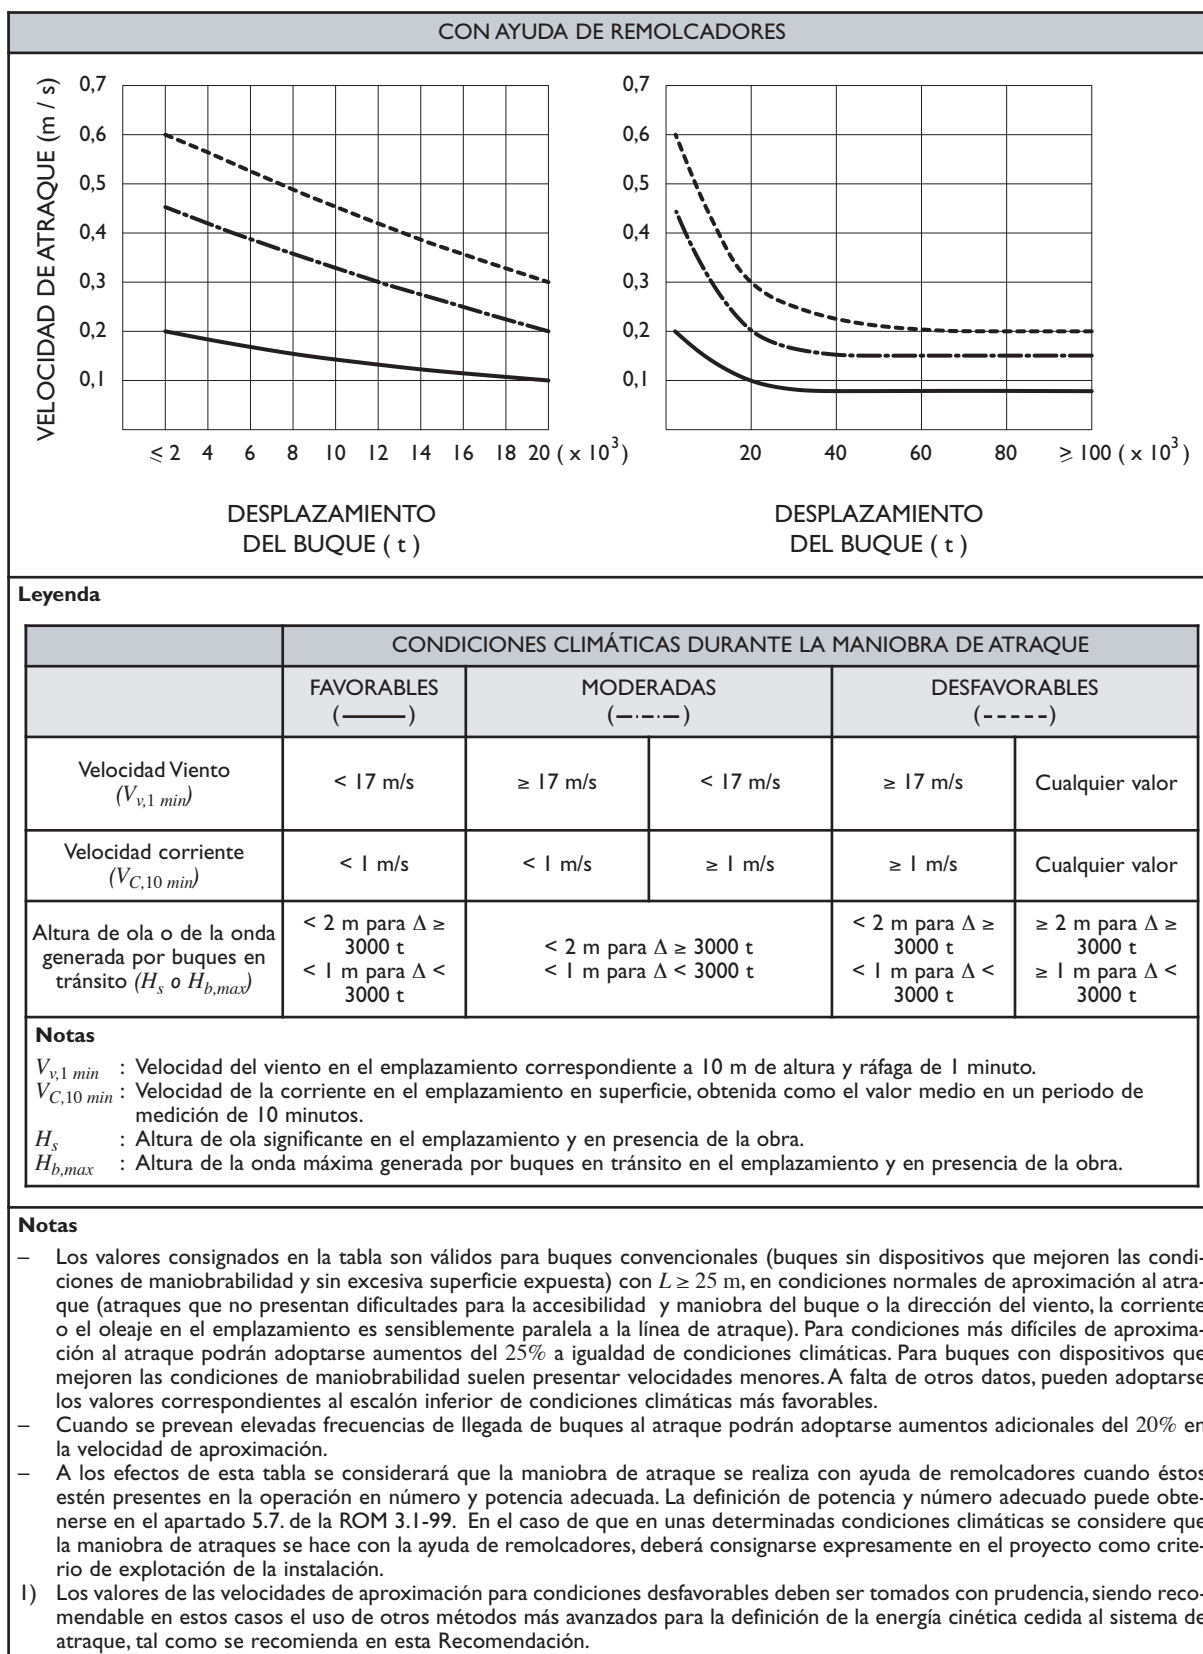 CON AYUDA DE REMOLCADORES
VELOCIDAD DE ATRAQUE (m / s)
0,7
0,6
0,5
0,4
0,3
0,2
0,1
≤ 2 4 6 8 10 12 14 16 18 20 ( x 10³)
DESPLAZAMIENTO
DEL BUQUE ( t )
0,7
0,6
0,5
0,4
0,3
0,2
0,1
20 40 60 80 ≥ 100 ( x 10³)
DESPLAZAMIENTO
DEL BUQUE ( t )
Leyenda
CONDICIONES CLIMÁTICAS DURANTE LA MANIOBRA DE ATRAQUE
FAVORABLES MODERADAS DESFAVORABLES
(———) (—·—·—) (-----)
Velocidad Viento
(Vv,1 min)
< 17 m/s ≥ 17 m/s < 17 m/s ≥ 17 m/s Cualquier valor
Velocidad corriente
(VC,10 min)
< 1 m/s < 1 m/s ≥ 1 m/s ≥ 1 m/s Cualquier valor
Altura de ola o de la onda
generada por buques en
tránsito (Hs o Hb,max)
< 2 m para Δ ≥
3000 t
< 1 m para Δ <
3000 t
< 2 m para Δ ≥ 3000 t
< 1 m para Δ < 3000 t
< 2 m para Δ ≥
3000 t
< 1 m para Δ <
3000 t
≥ 2 m para Δ ≥
3000 t
≥ 1 m para Δ <
3000 t
Notas
Vv,1 min : Velocidad del viento en el emplazamiento correspondiente a 10 m de altura y ráfaga de 1 minuto.
VC,10 min : Velocidad de la corriente en el emplazamiento en superficie, obtenida como el valor medio en un periodo de
medición de 10 minutos.
Hs : Altura de ola significante en el emplazamiento y en presencia de la obra.
Hb,max : Altura de la onda máxima generada por buques en tránsito en el emplazamiento y en presencia de la obra.
Notas
– Los valores consignados en la tabla son válidos para buques convencionales (buques sin dispositivos que mejoren las condi-
ciones de maniobrabilidad y sin excesiva superficie expuesta) con L ≥ 25 m, en condiciones normales de aproximación al atra-
que (atraques que no presentan dificultades para la accesibilidad y maniobra del buque o la dirección del viento, la corriente
o el oleaje en el emplazamiento es sensiblemente paralela a la línea de atraque). Para condiciones más difíciles de aproxima-
ción al atraque podrán adoptarse aumentos del 25% a igualdad de condiciones climáticas. Para buques con dispositivos que
mejoren las condiciones de maniobrabilidad suelen presentar velocidades menores. A falta de otros datos, pueden adoptarse
los valores correspondientes al escalón inferior de condiciones climáticas más favorables.
– Cuando se prevean elevadas frecuencias de llegada de buques al atraque podrán adoptarse aumentos adicionales del 20% en
la velocidad de aproximación.
– A los efectos de esta tabla se considerará que la maniobra de atraque se realiza con ayuda de remolcadores cuando éstos
estén presentes en la operación en número y potencia adecuada. La definición de potencia y número adecuado puede obte-
nerse en el apartado 5.7. de la ROM 3.1-99. En el caso de que en unas determinadas condiciones climáticas se considere que
la maniobra de atraques se hace con la ayuda de remolcadores, deberá consignarse expresamente en el proyecto como crite-
rio de explotación de la instalación.
1) Los valores de las velocidades de aproximación para condiciones desfavorables deben ser tomados con prudencia, siendo reco-
mendable en estos casos el uso de otros métodos más avanzados para la definición de la energía cinética cedida al sistema de
atraque, tal como se recomienda en esta Recomendación.